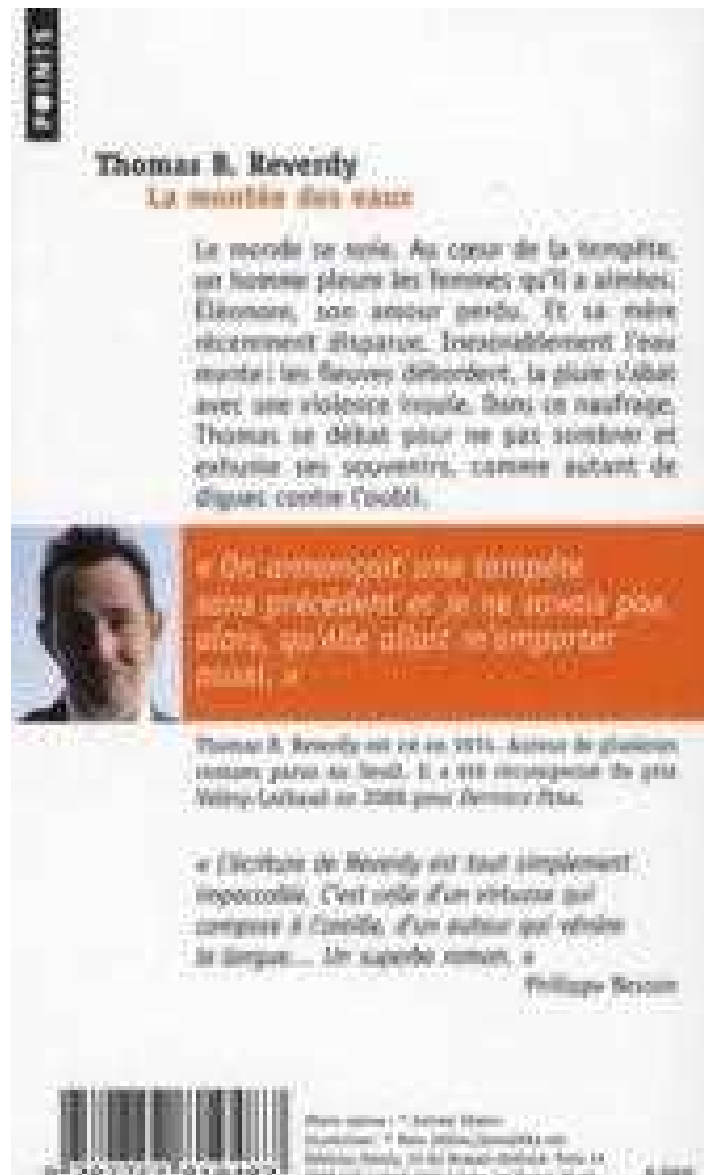 POINTS
Thomas B. Reverdy
La montée des eaux
Le monde se noie. Au cœur de la tempête,
un homme pleure les femmes qu'il a aimées.
Éléonore, son amour perdu. Et sa mère
récemment disparue. Inexorablement l'eau
monte : les fleuves débordent, la pluie s'abat
avec une violence inouïe. Dans ce naufrage,
Thomas se débat pour ne pas sombrer et
exhume ses souvenirs, comme autant de
digues contre l'oubli.
« On annonçait une tempête
sans précédent et je ne savais pas,
alors, qu'elle allait m'emporter
aussi. »
Thomas B. Reverdy est né en 1974. Auteur de plusieurs
romans parus au Seuil, il a été récompensé du prix
Valery-Larbaud en 2008 pour
« L'écriture de Reverdy est tout simplement
impeccable. C'est celle d'un virtuose qui
compose à l'oreille, d'un auteur qui vénère
la langue... Un superbe roman. »
Philippe Besson